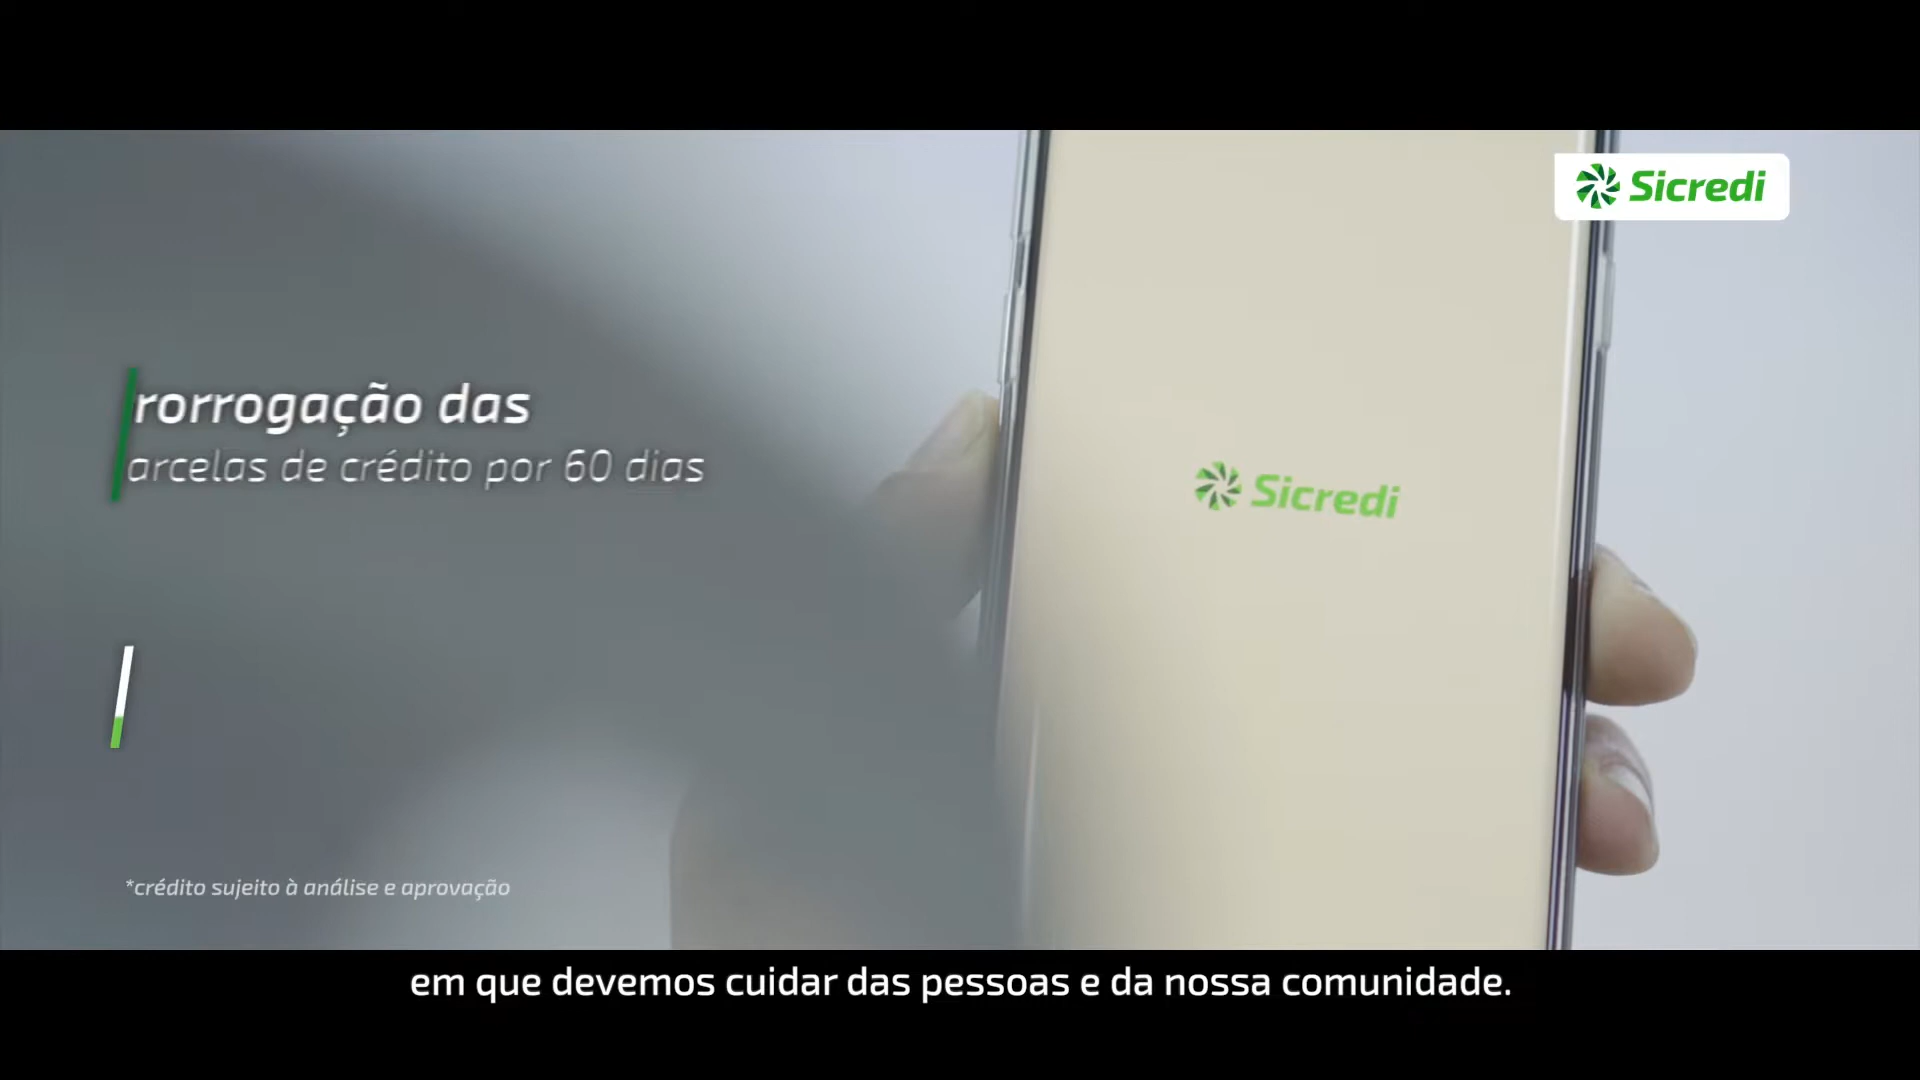 Sicredi
rorrogação das
arcelas de crédito por 60 dias
Sicredi
*crédito sujeito à análise e aprovação
em que devemos cuidar das pessoas e da nossa comunidade.